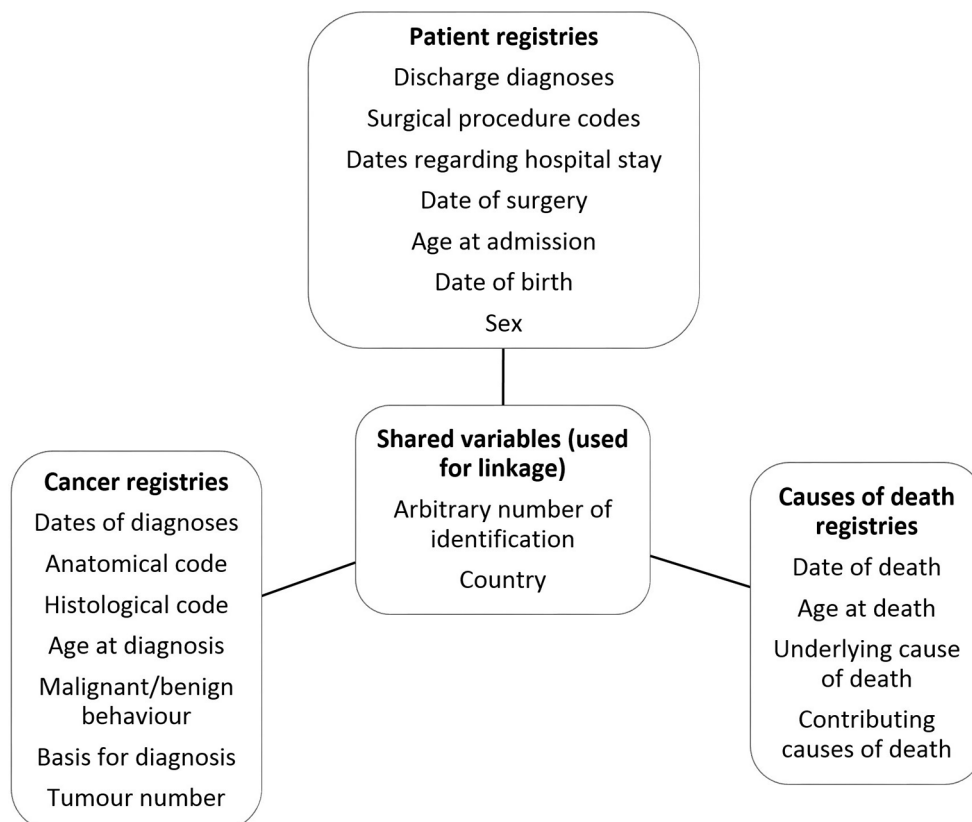 Patient registries
Discharge diagnoses
Surgical procedure codes
Dates regarding hospital stay
Date of surgery
Age at admission
Date of birth
Sex
Shared variables (used
for linkage)
Arbitrary number of
identification
Country
Cancer registries
Dates of diagnoses
Anatomical code
Histological code
Age at diagnosis
Malignant/benign
behaviour
Basis for diagnosis
Tumour number
Causes of death
registries
Date of death
Age at death
Underlying cause
of death
Contributing
causes of death